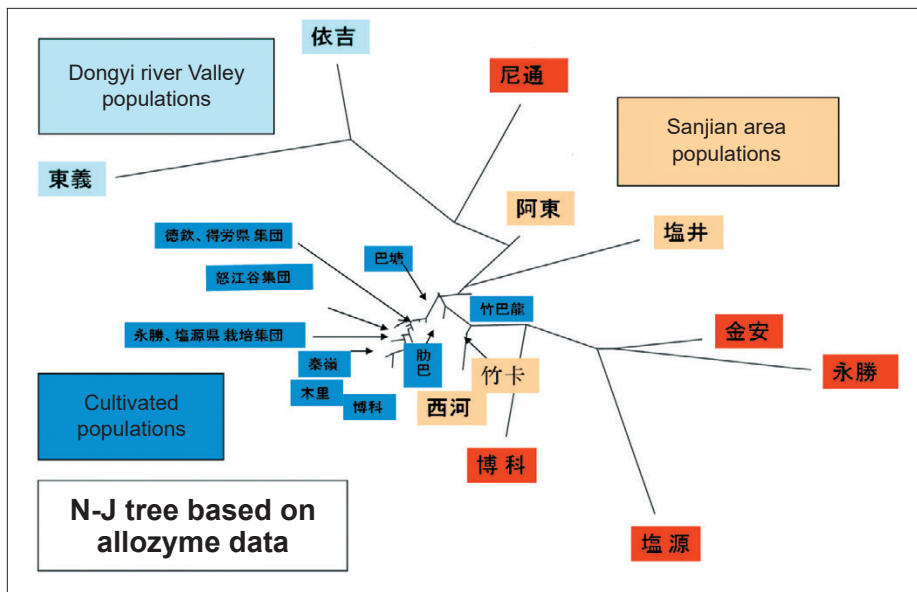 依吉
Dongyi river Valley
populations
尼通
Sanjian area
populations
東義
阿東
塩井
徳欽、得労県 集団
巴塘
怒江谷集団
竹巴龍
永勝、塩源県 栽培集団
金安
秦嶺
肋
巴
竹卡
永勝
木里
博科
西河
Cultivated
populations
博科
N-J tree based on
allozyme data
塩源